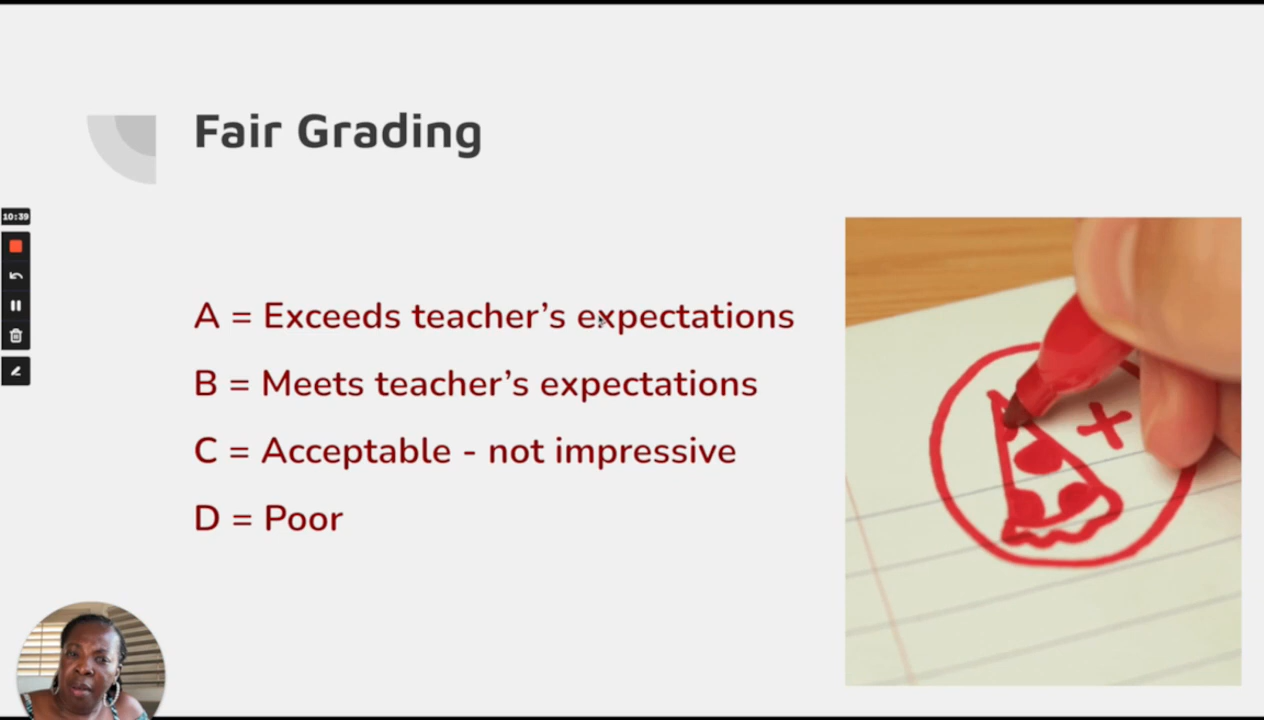 Fair Grading
10:39
A = Exceeds teacher’s expectations
B = Meets teacher’s expectations
C = Acceptable - not impressive
D = Poor
+